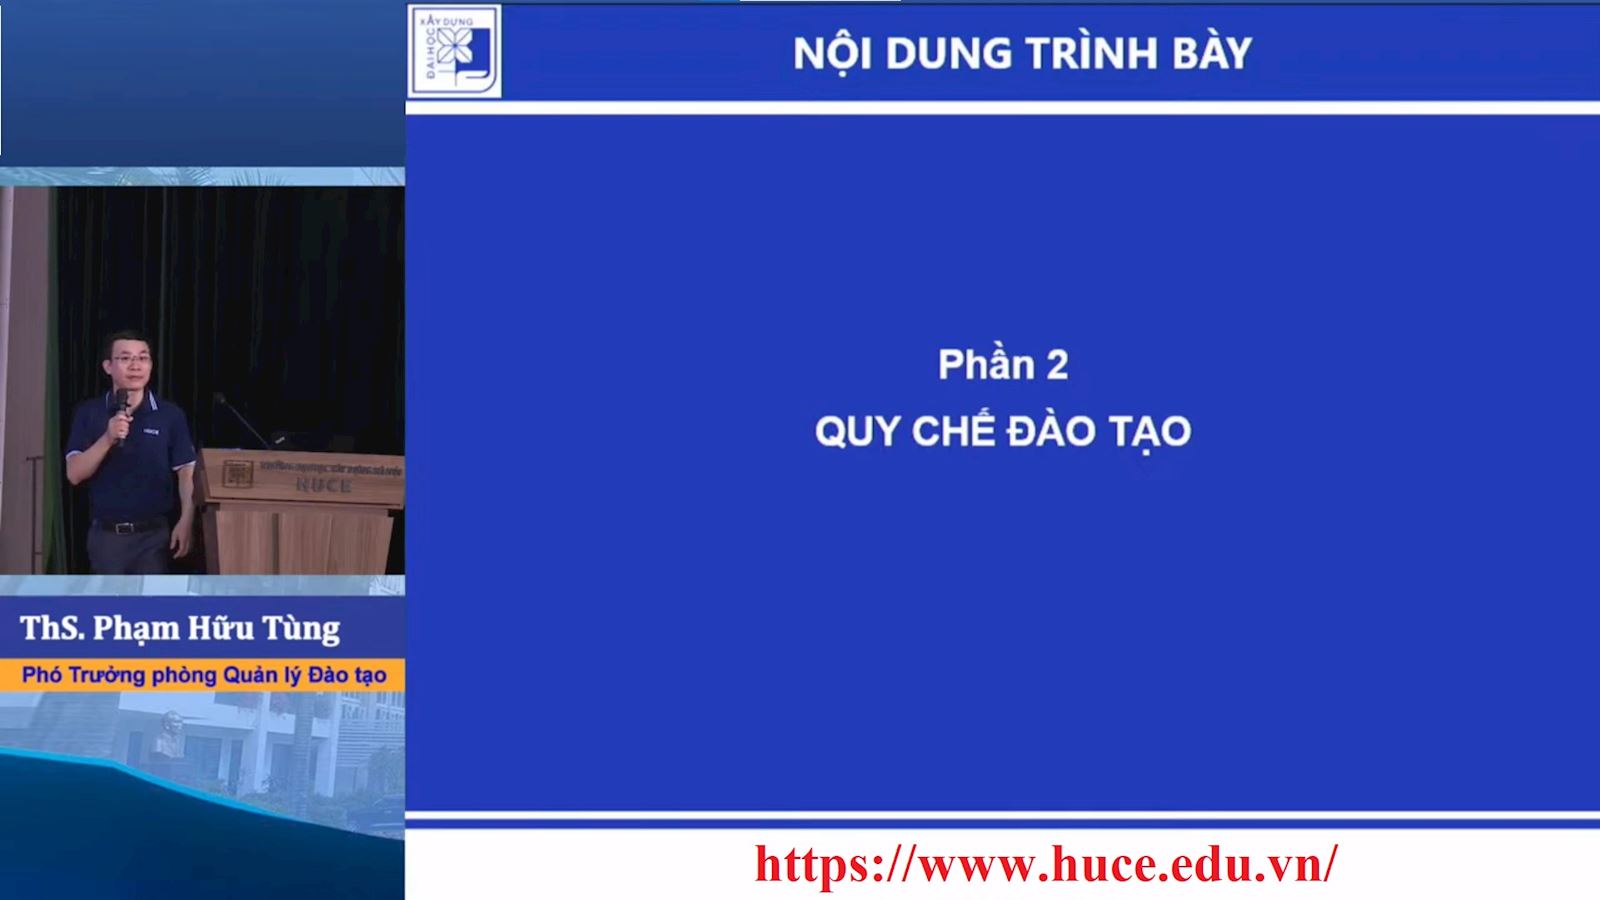 XÂY DỰNG
ĐẠI HỌC
NỘI DUNG TRÌNH BÀY
Phần 2
QUY CHẾ ĐÀO TẠO
HUCE
HUCE
ThS. Phạm Hữu Tùng
Phó Trưởng phòng Quản lý Đào tạo
https://www.huce.edu.vn/